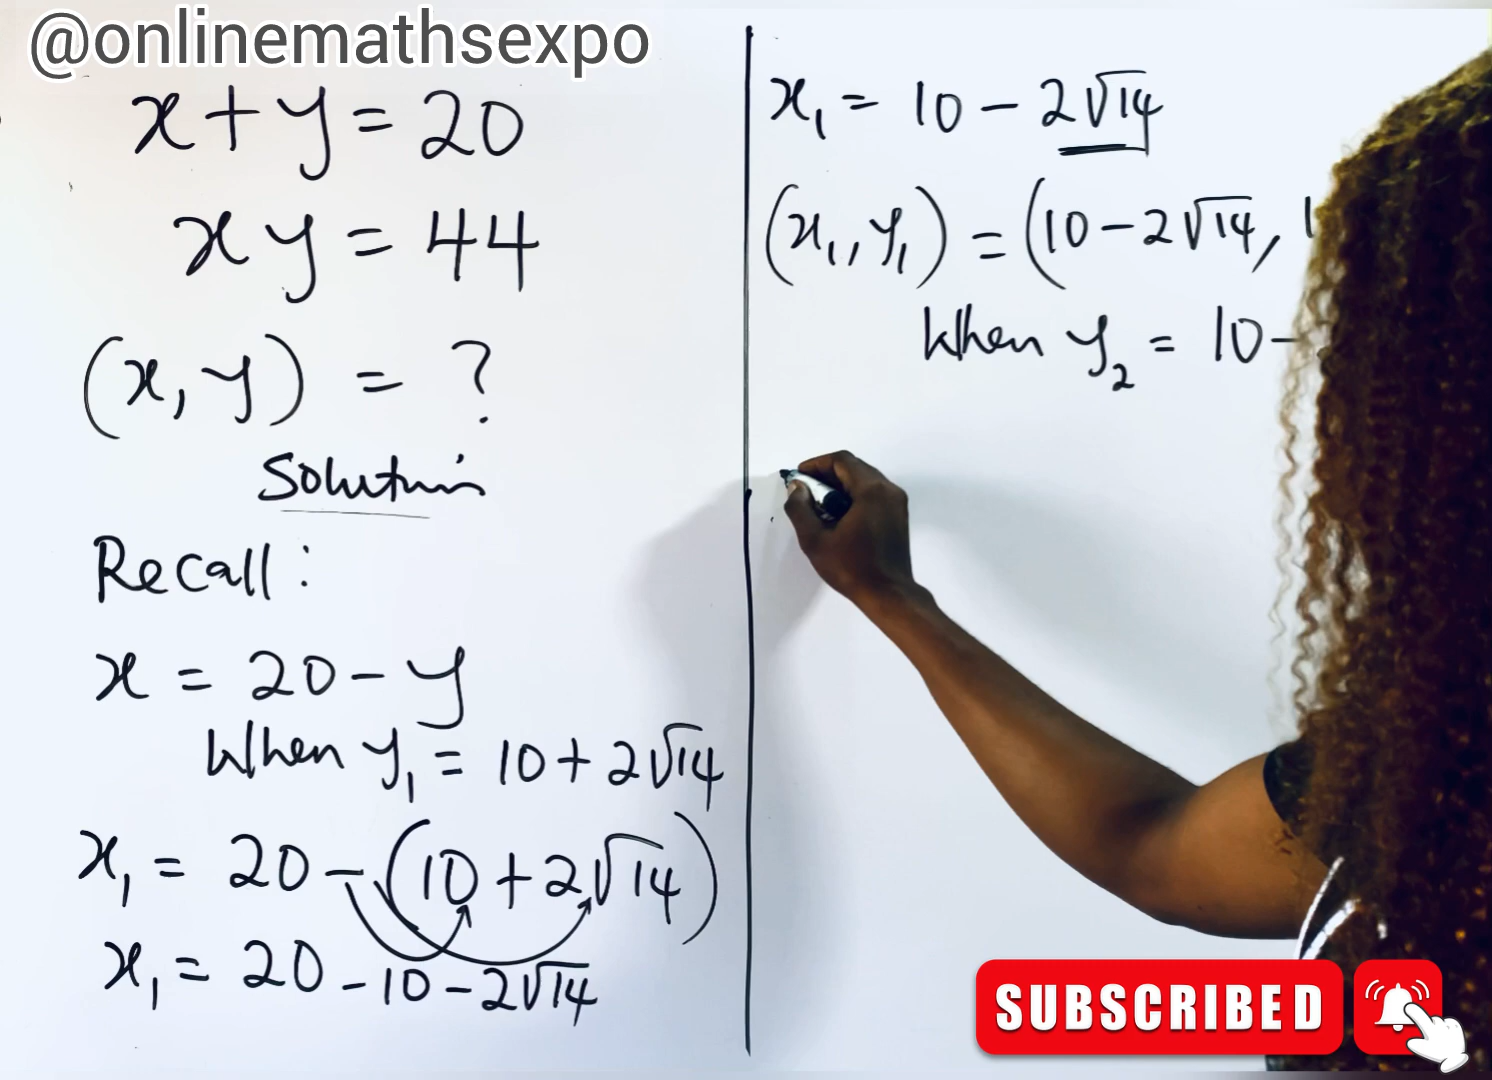 @onlinemathsexpo
x+y=20
xy=44
(x,y) = ?
Solution
Recall:
x = 20-y
When y₁ = 10+2√14
x₁ = 20-(10+2√14)
x₁ = 20-10-2√14
x₁ = 10-2√14
(x₁,y₁) = (10-2√14, 1
When y₂ = 10-
SUBSCRIBED